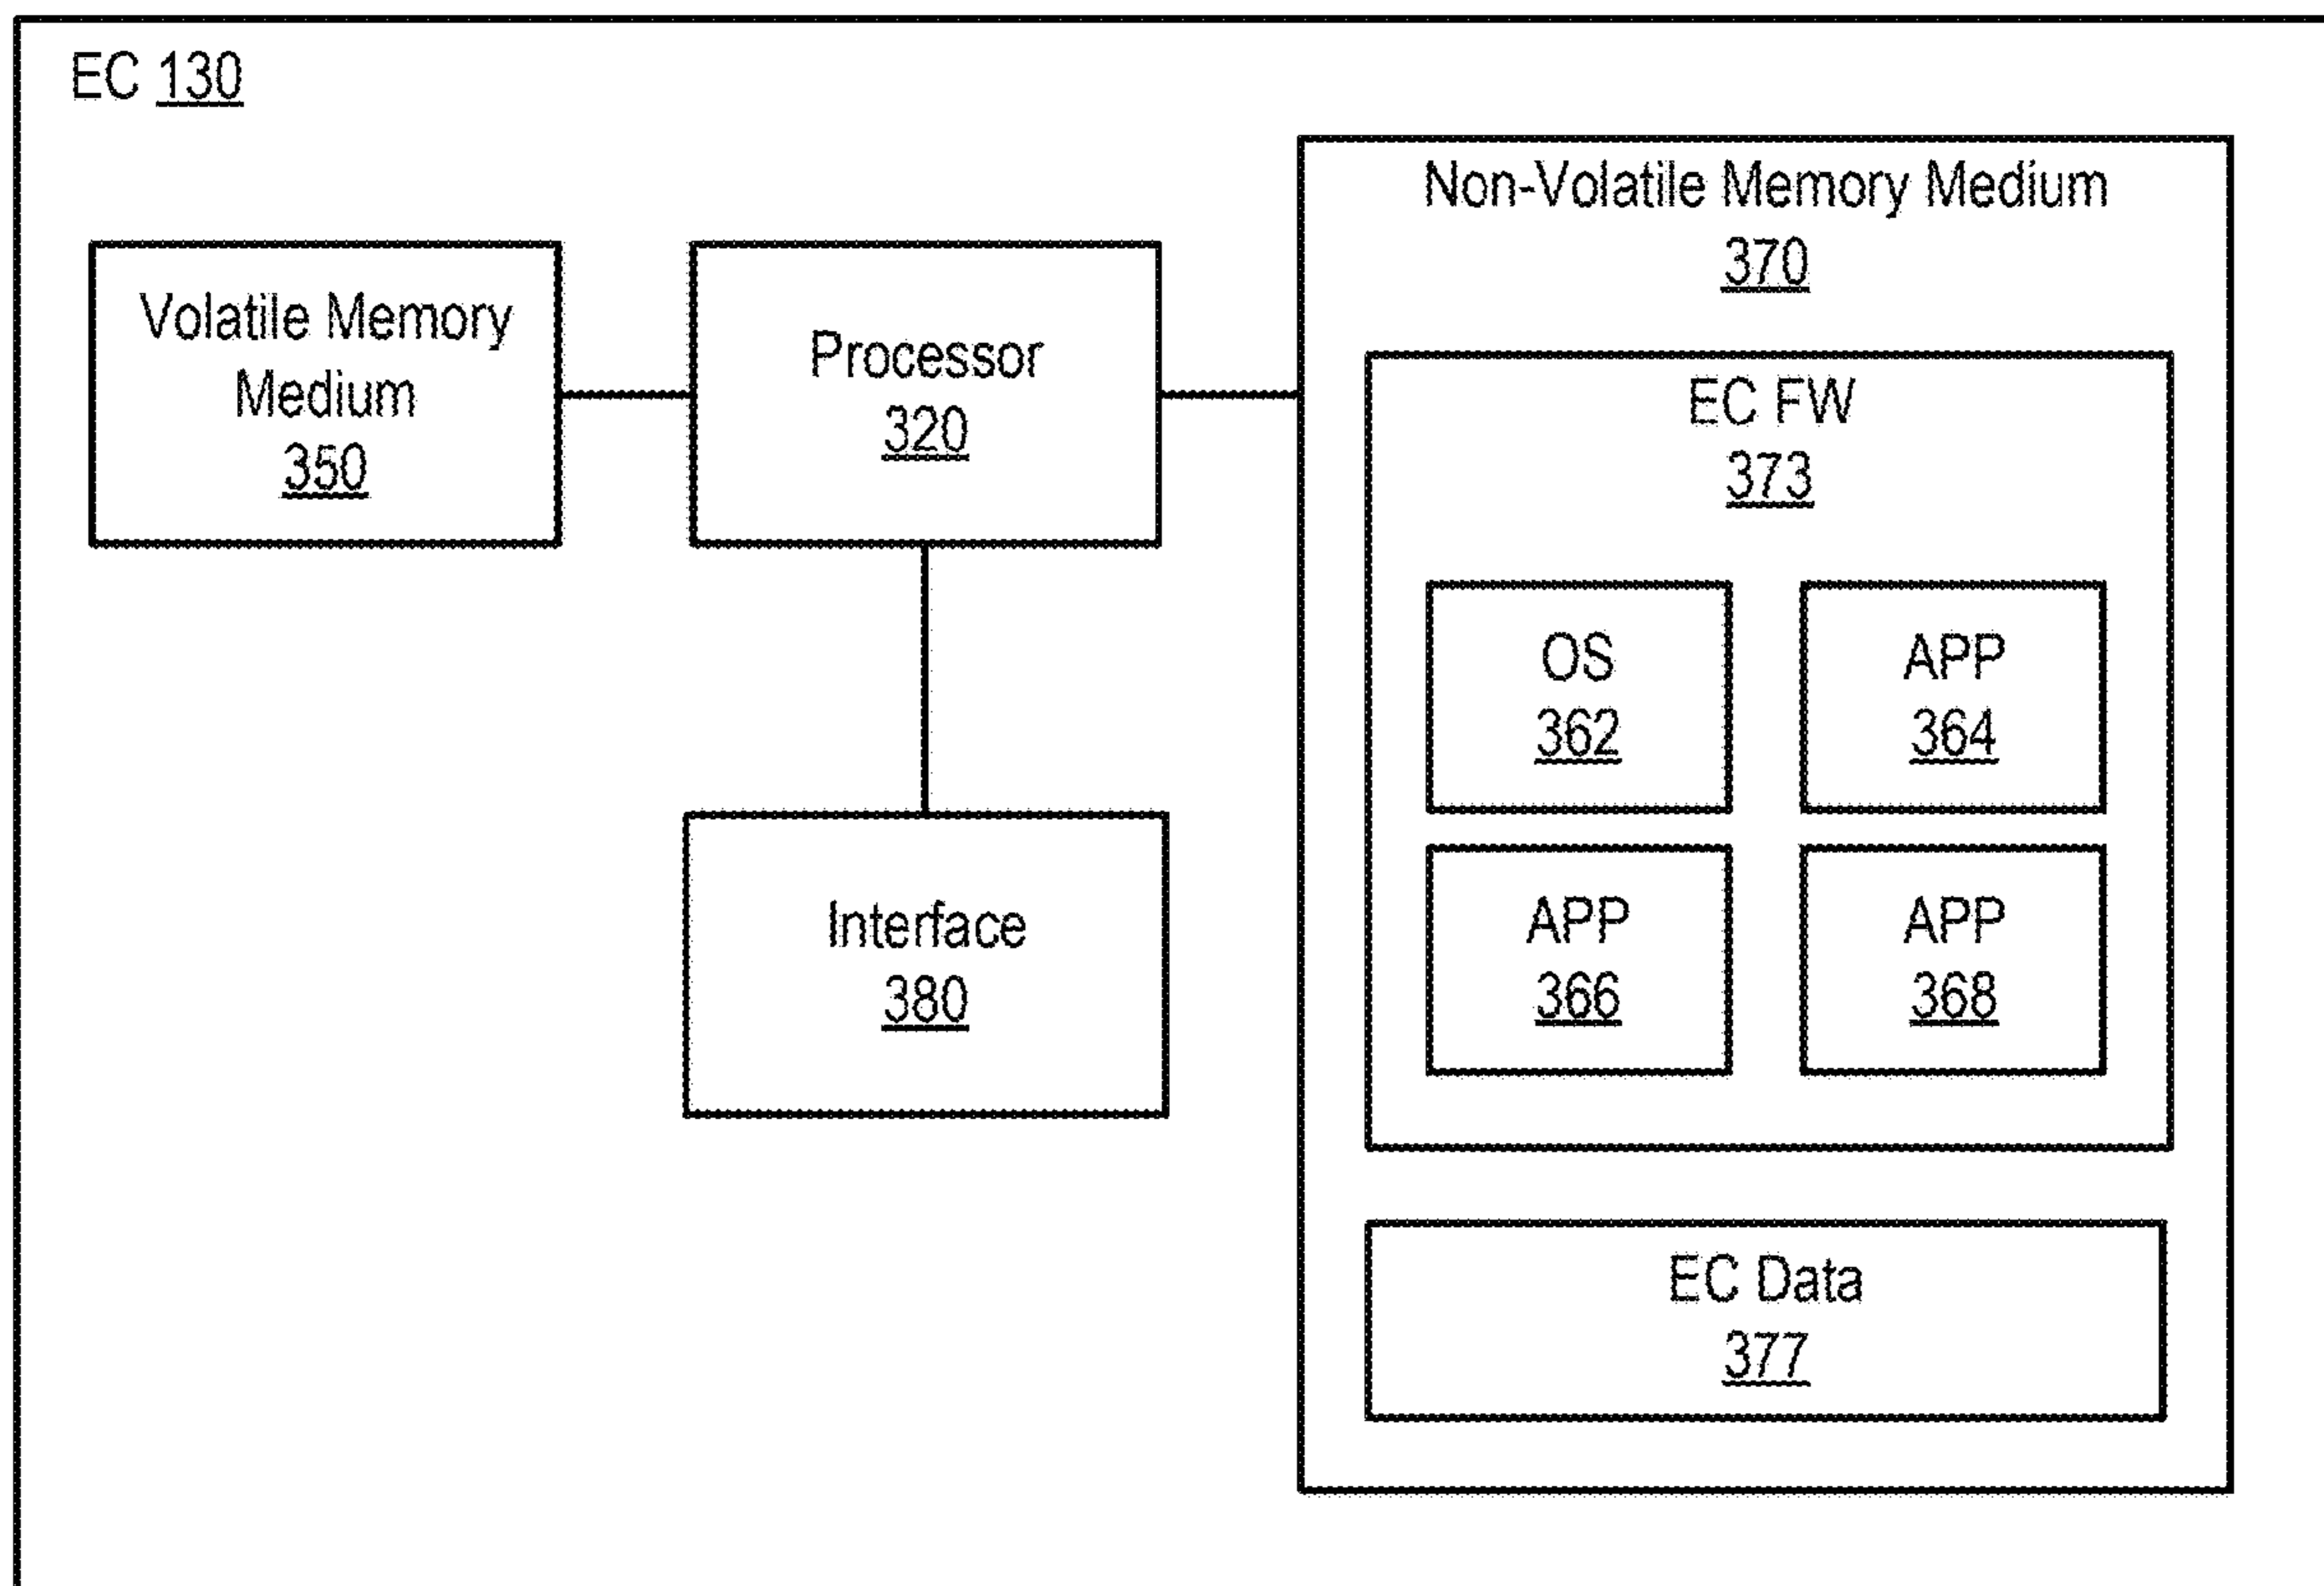 EC 130
Volatile Memory
Medium
350
Processor
320
Interface
380
Non-Volatile Memory Medium
370
EC FW
373
OS
362
APP
364
APP
366
APP
368
EC Data
377